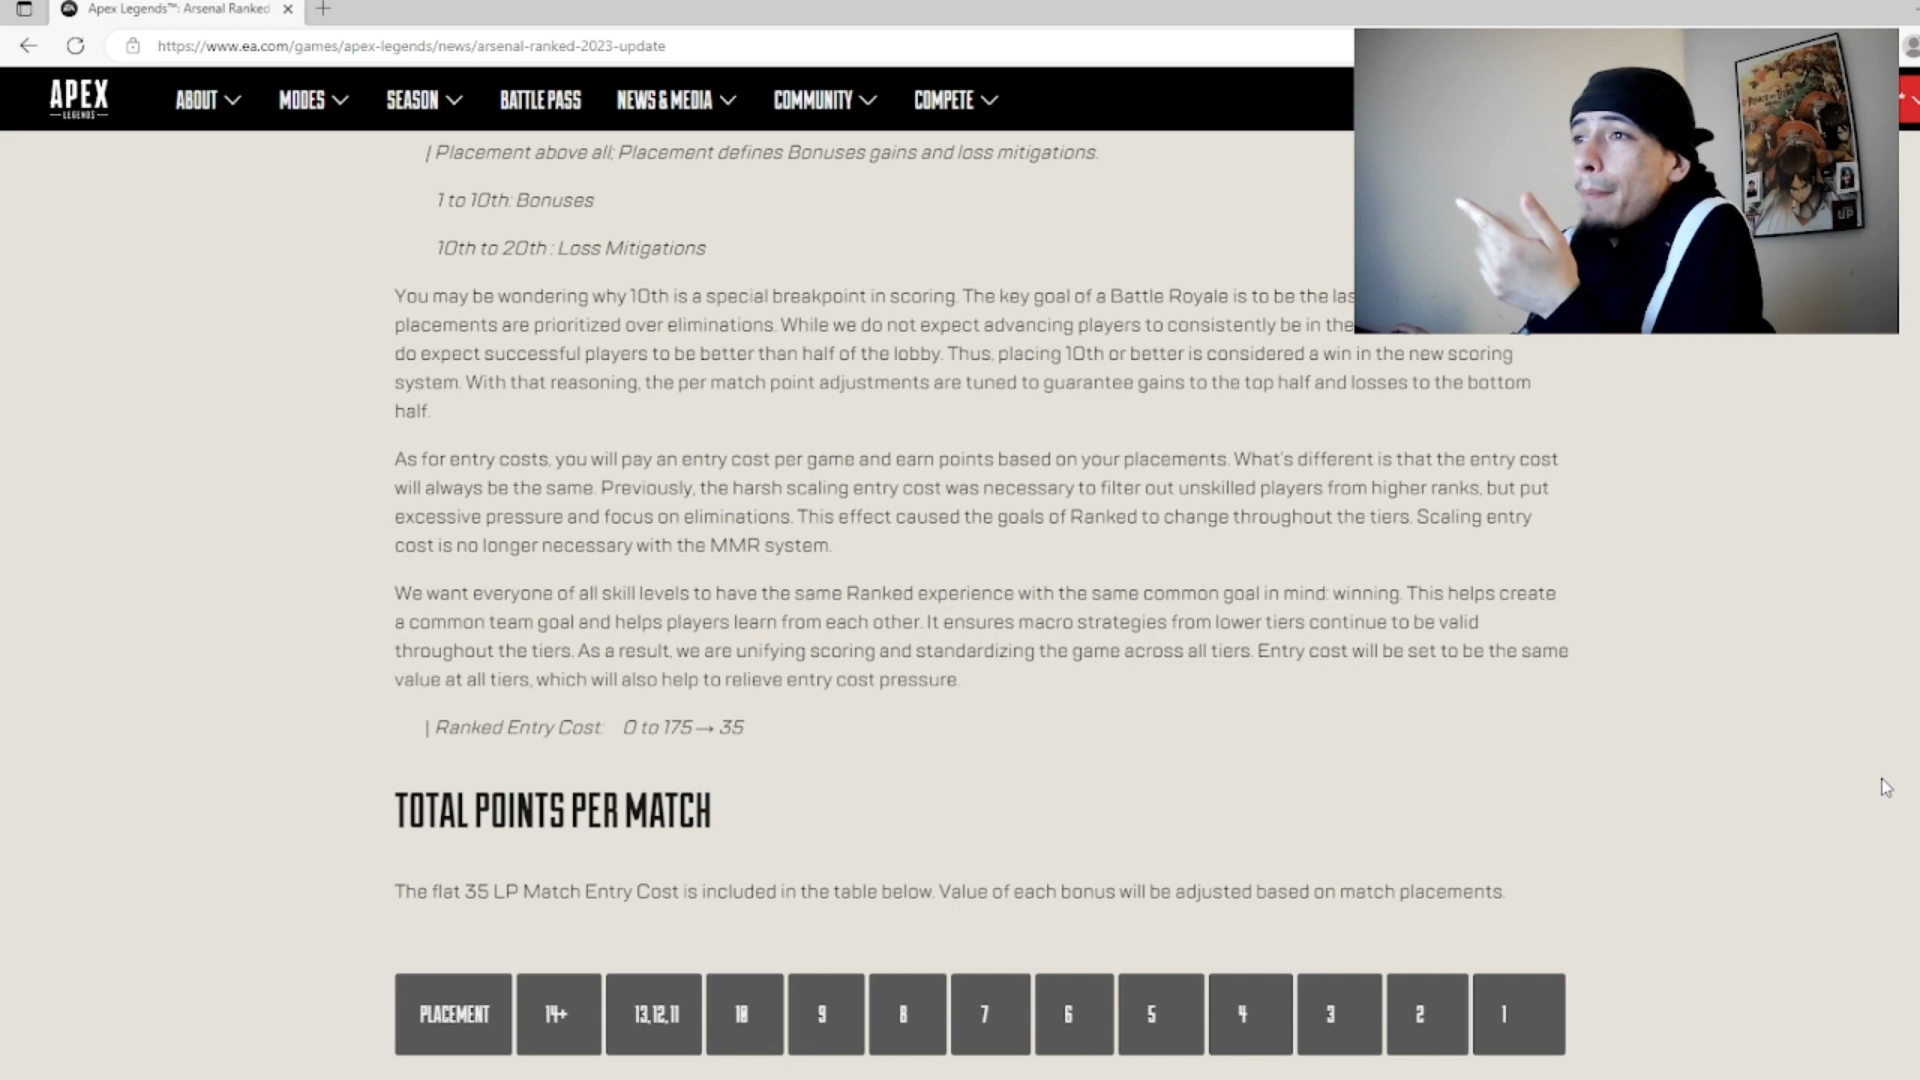 Apex Legends™: Arsenal Ranked
https://www.ea.com/games/apex-legends/news/arsenal-ranked-2023-update
APEX
LEGENDS
ABOUT
MODES
SEASON
BATTLE PASS
NEWS & MEDIA
COMMUNITY
COMPETE
| Placement above all; Placement defines Bonuses gains and loss mitigations.
1 to 10th: Bonuses
10th to 20th : Loss Mitigations
You may be wondering why 10th is a special breakpoint in scoring. The key goal of a Battle Royale is to be the las
placements are prioritized over eliminations. While we do not expect advancing players to consistently be in the
do expect successful players to be better than half of the lobby. Thus, placing 10th or better is considered a win in the new scoring
system. With that reasoning, the per match point adjustments are tuned to guarantee gains to the top half and losses to the bottom
half.
As for entry costs, you will pay an entry cost per game and earn points based on your placements. What's different is that the entry cost
will always be the same. Previously, the harsh scaling entry cost was necessary to filter out unskilled players from higher ranks, but put
excessive pressure and focus on eliminations. This effect caused the goals of Ranked to change throughout the tiers. Scaling entry
cost is no longer necessary with the MMR system.
We want everyone of all skill levels to have the same Ranked experience with the same common goal in mind: winning. This helps create
a common team goal and helps players learn from each other. It ensures macro strategies from lower tiers continue to be valid
throughout the tiers. As a result, we are unifying scoring and standardizing the game across all tiers. Entry cost will be set to be the same
value at all tiers, which will also help to relieve entry cost pressure.
| Ranked Entry Cost: 0 to 175 → 35
TOTAL POINTS PER MATCH
The flat 35 LP Match Entry Cost is included in the table below. Value of each bonus will be adjusted based on match placements.
PLACEMENT 14+ 13,12,11 10 9 8 7 6 5 4 3 2 1